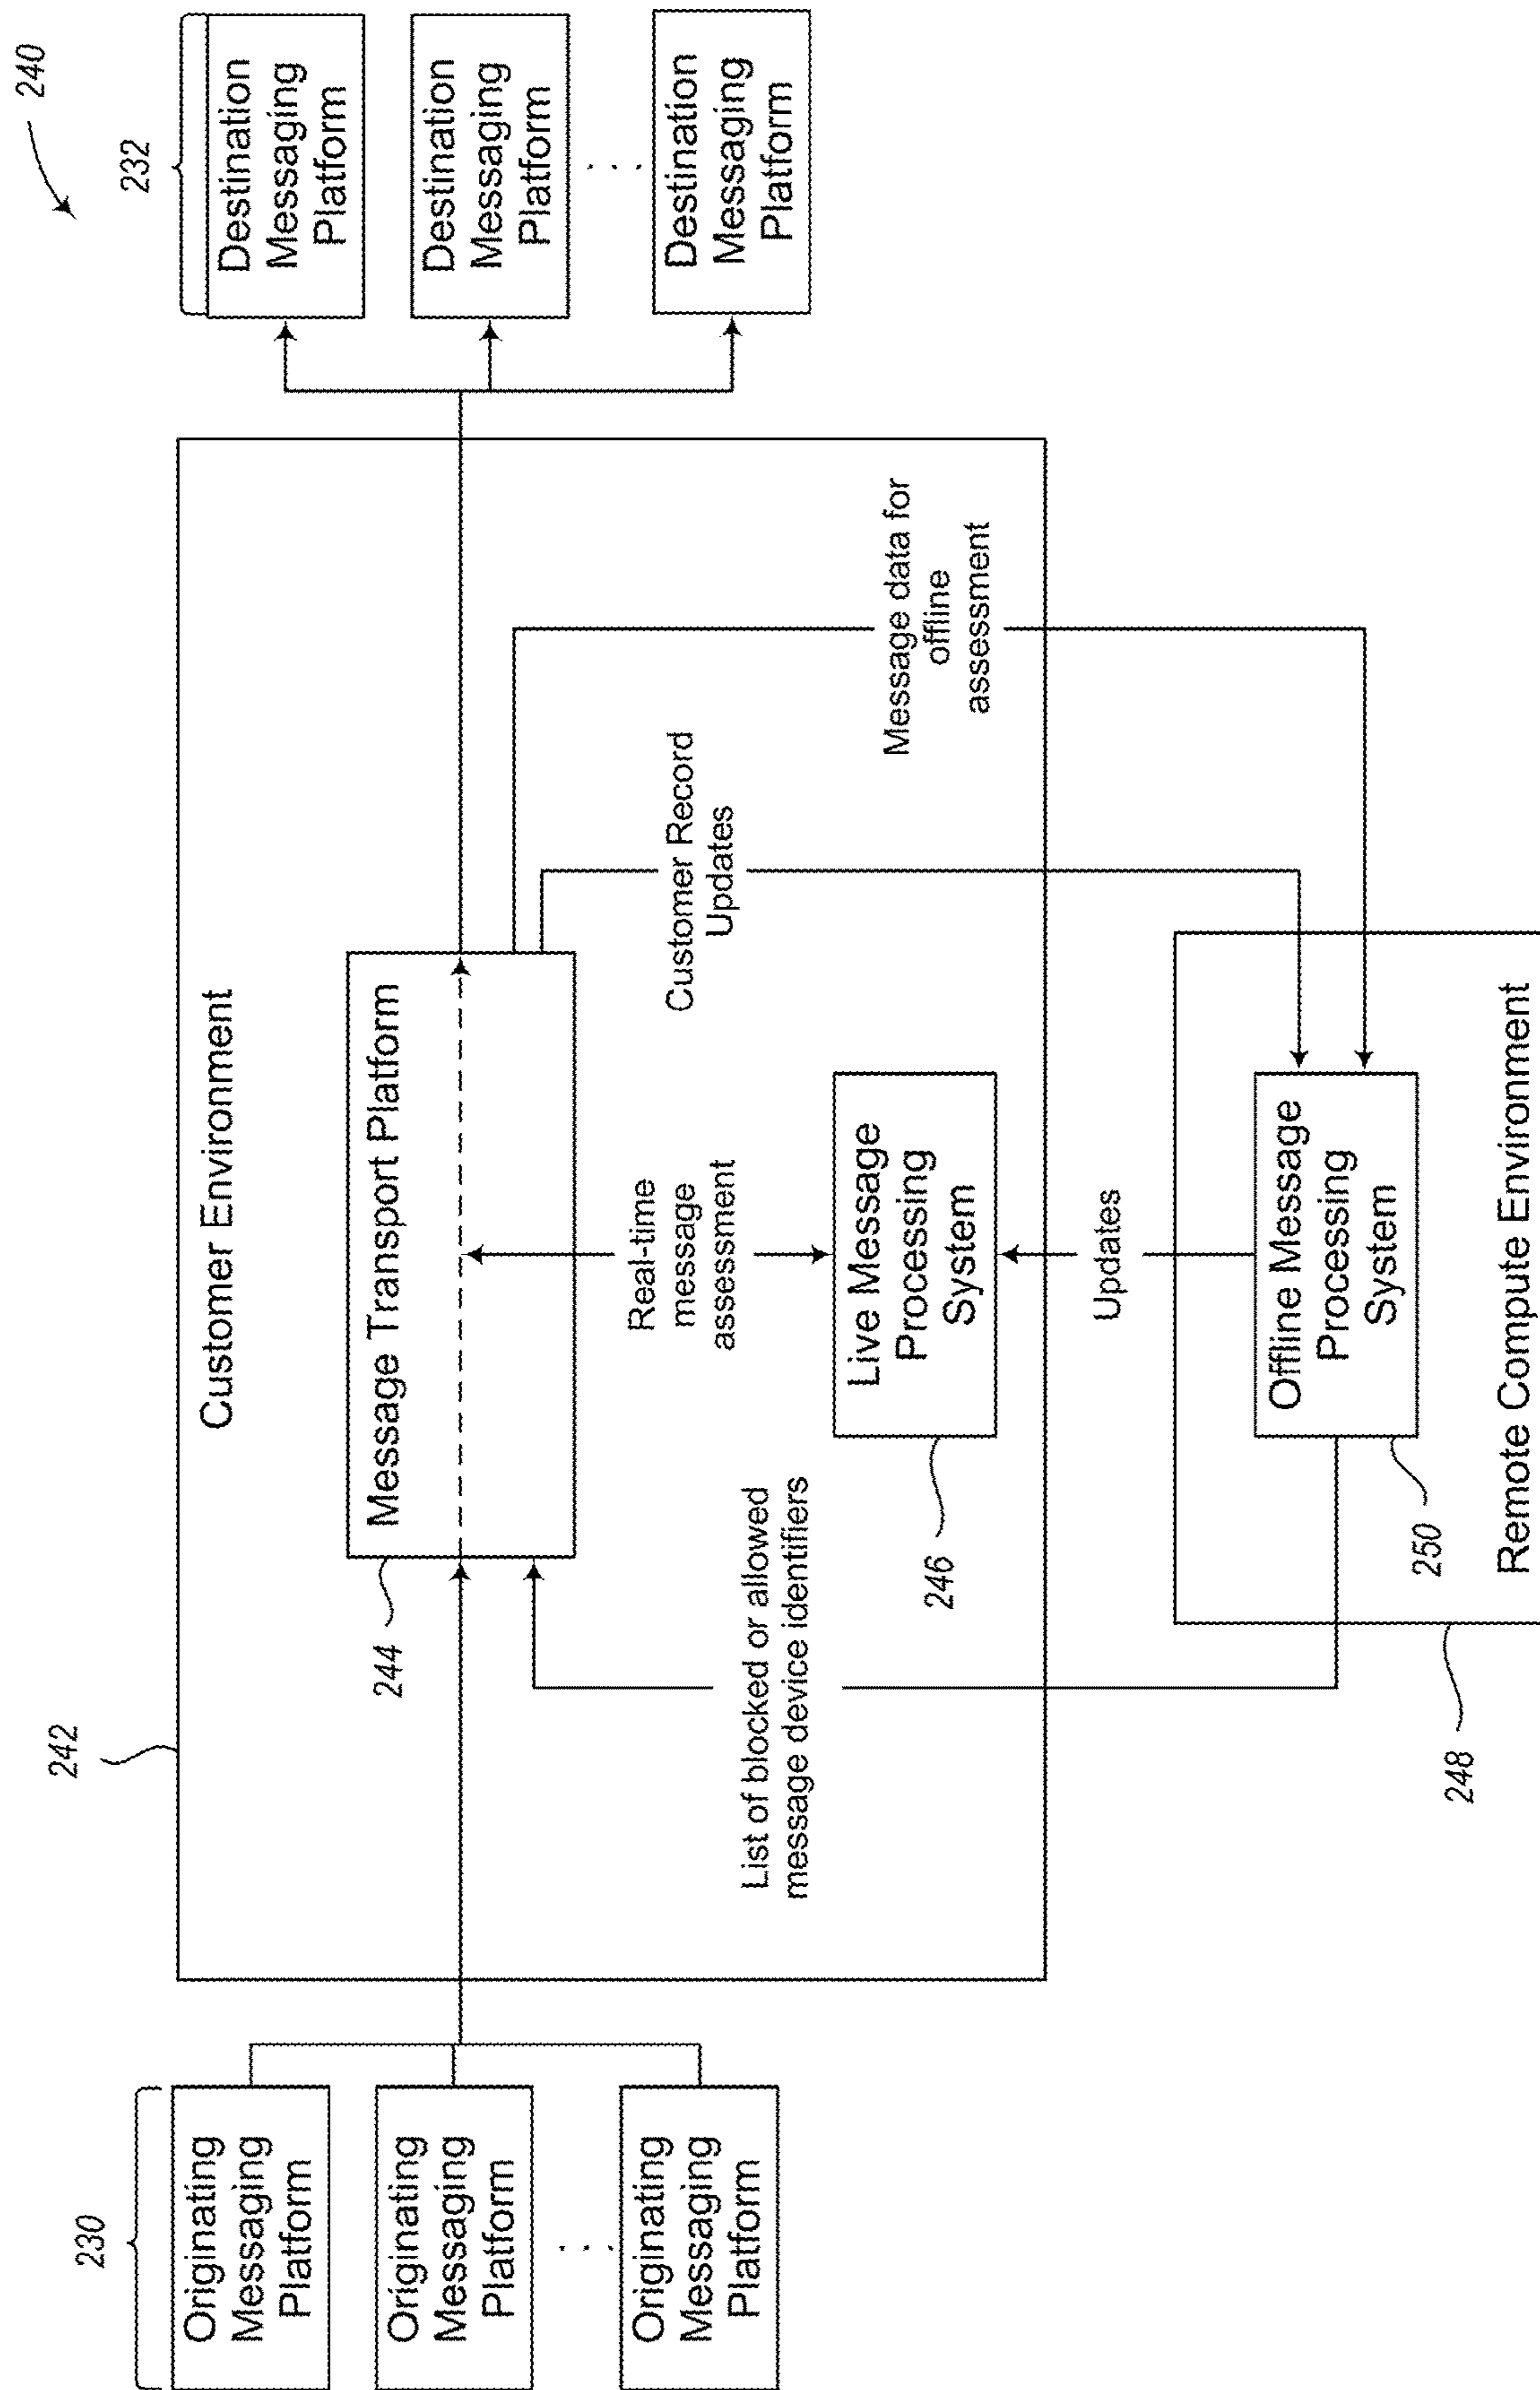 240
230
Originating
Messaging
Platform
Originating
Messaging
Platform
. . .
Originating
Messaging
Platform
242
Customer Environment
244
Message Transport Platform
List of blocked or allowed
message device identifiers
Real-time
message
assessment
Customer Record
Updates
Message data for
offline
assessment
246
Live Message
Processing
System
Updates
248
250
Offline Message
Processing
System
Remote Compute Environment
232
Destination
Messaging
Platform
Destination
Messaging
Platform
. . .
Destination
Messaging
Platform